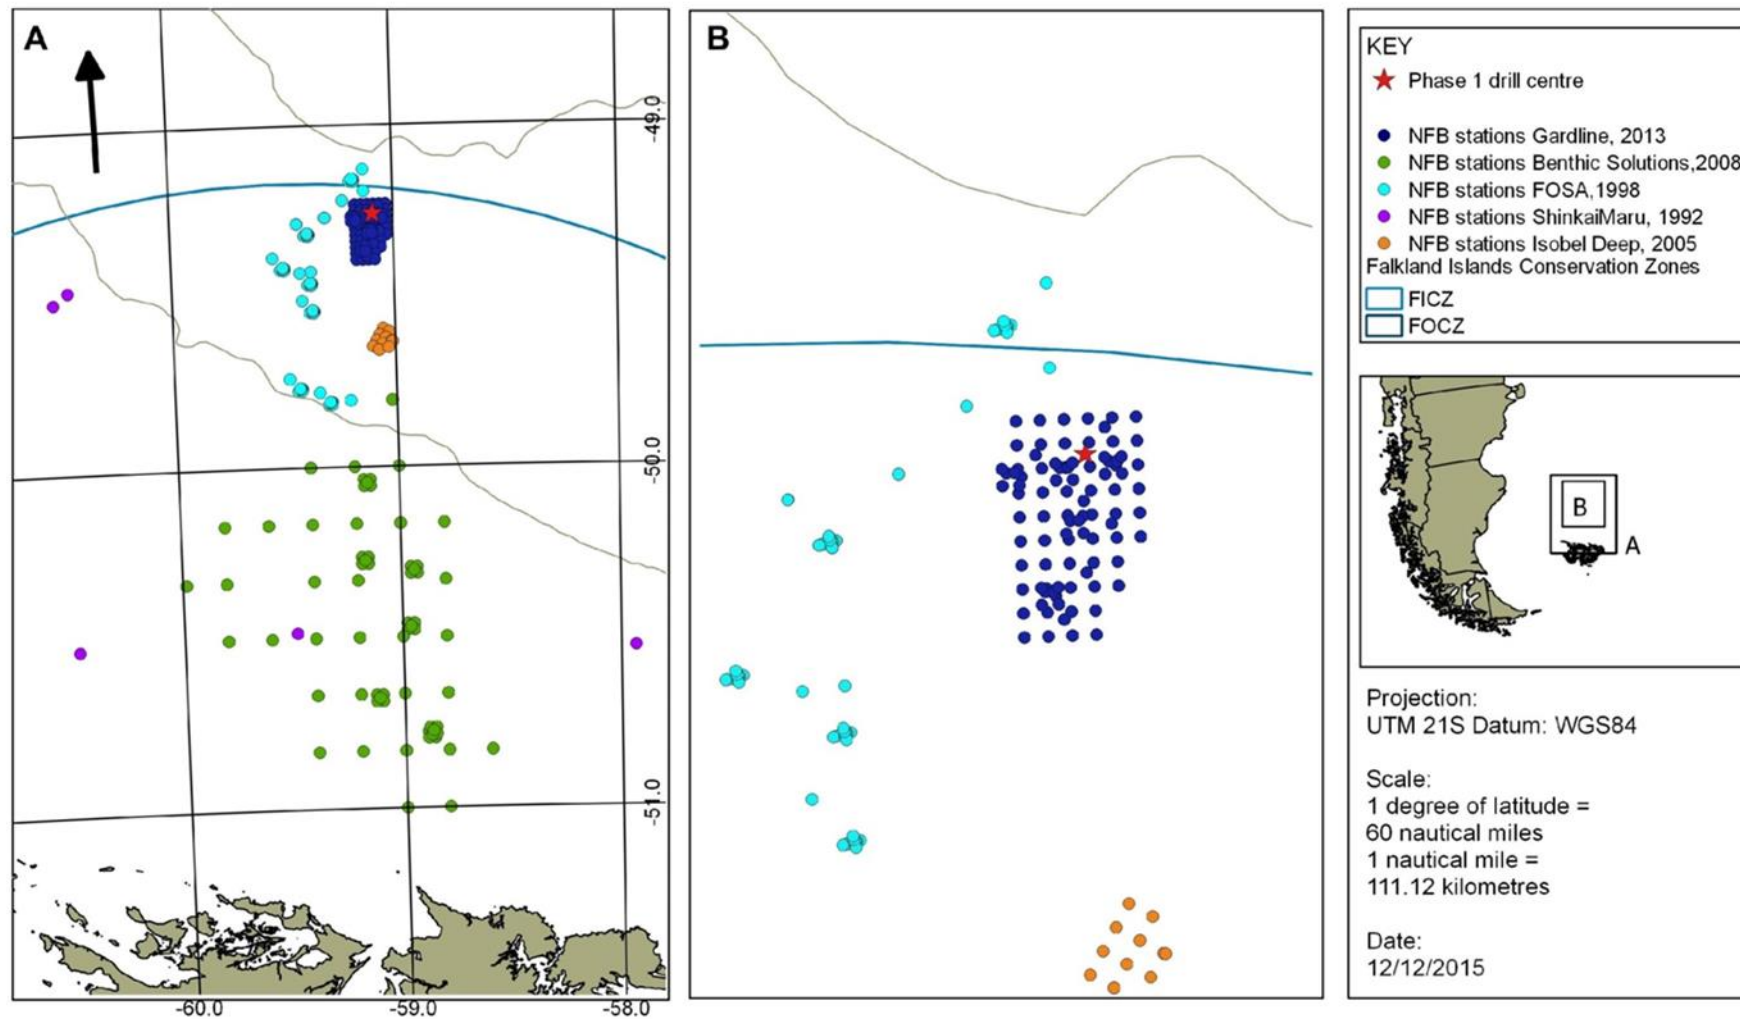 A
-49.0
-50.0
-51.0
-60.0
-59.0
-58.0
B
KEY
Phase 1 drill centre
NFB stations Gardline, 2013
NFB stations Benthic Solutions,2008
NFB stations FOSA,1998
NFB stations ShinkaiMaru, 1992
NFB stations Isobel Deep, 2005
Falkland Islands Conservation Zones
FICZ
FOCZ
B
A
Projection:
UTM 21S Datum: WGS84
Scale:
1 degree of latitude =
60 nautical miles
1 nautical mile =
111.12 kilometres
Date:
12/12/2015